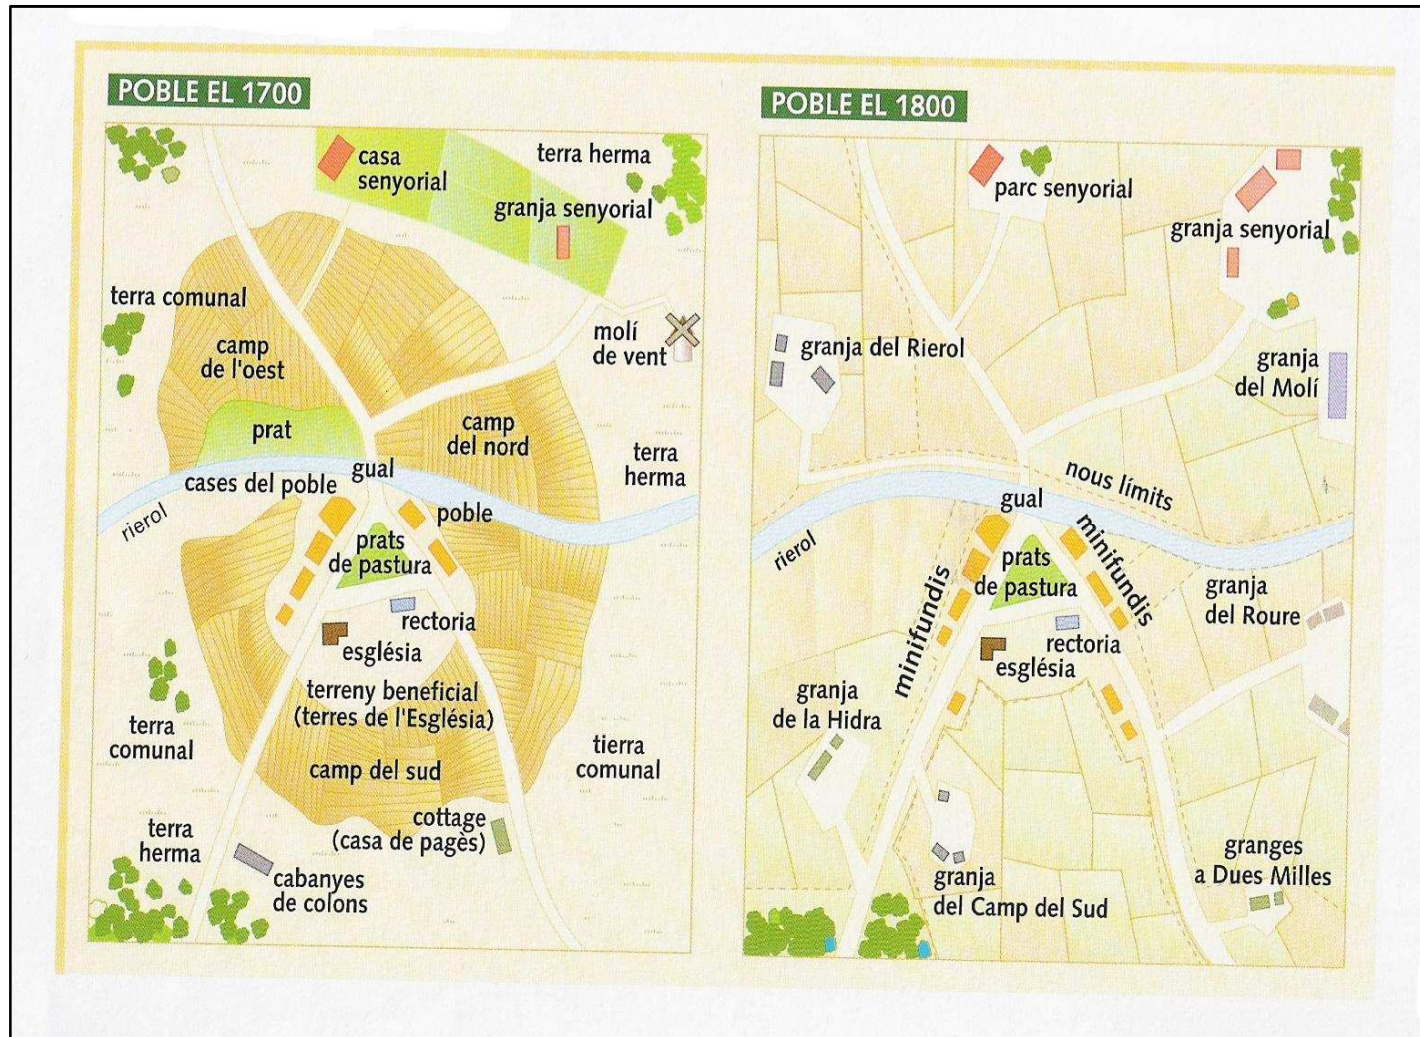 POBLE EL 1700
casa
senyorial
terra herma
granja senyorial
terra comunal
molí
de vent
camp
de l'oest
camp
del nord
prat
terra
herma
gual
cases del poble
rierol
poble
prats
de pastura
rectoria
església
terreny beneficial
(terres de l'Església)
terra
comunal
tierra
comunal
camp del sud
cottage
(casa de pagès)
terra
herma
cabanyes
de colons
POBLE EL 1800
parc senyorial
granja senyorial
granja del Rierol
granja
del Molí
nous límits
gual
rierol
minifundis
prats
de pastura
minifundis
granja
del Roure
rectoria
església
granja
de la Hidra
granja
del Camp del Sud
granges
a Dues Milles